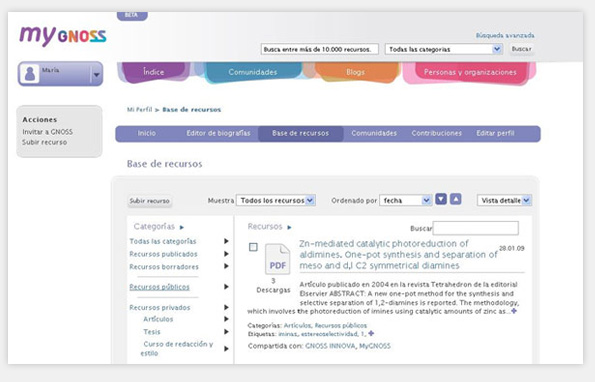 BETA
my GNOSS
Búsqueda avanzada
Busca entre más de 10.000 recursos.
Todas las categorías
Buscar
María
Índice
Comunidades
Blogs
Personas y organizaciones
Acciones
Invitar a GNOSS
Subir recurso
Mi Perfil > Base de recursos
Inicio
Editor de biografías
Base de recursos
Comunidades
Contribuciones
Editar perfil
Base de recursos
Subir recurso
Muestra
Todos los recursos
Ordenado por
fecha
Vista detalle
Categorías
Todas las categorías
Recursos publicados
Recursos borradores
Recursos públicos
Recursos privados
Artículos
Tesis
Curso de redacción y
estilo
Recursos
Buscar
PDF
3
Descargas
Zn-mediated catalytic photoreduction of
aldimines. One-pot synthesis and separation of
meso and d,l C2 symmetrical diamines
28.01.09
Artículo publicado en 2004 en la revista Tetrahedron de la editorial
Elservier ABSTRACT: A new one-pot method for the synthesis and
selective separation of 1,2-diamines is reported. The methodology,
which involves the photoreduction of imines using catalytic amounts of zinc as...
Categorías: Artículos, Recursos públicos
Etiquetas: iminas, estereoselectividad, 1,
Compartida con: GNOSS INNOVA, MyGNOSS